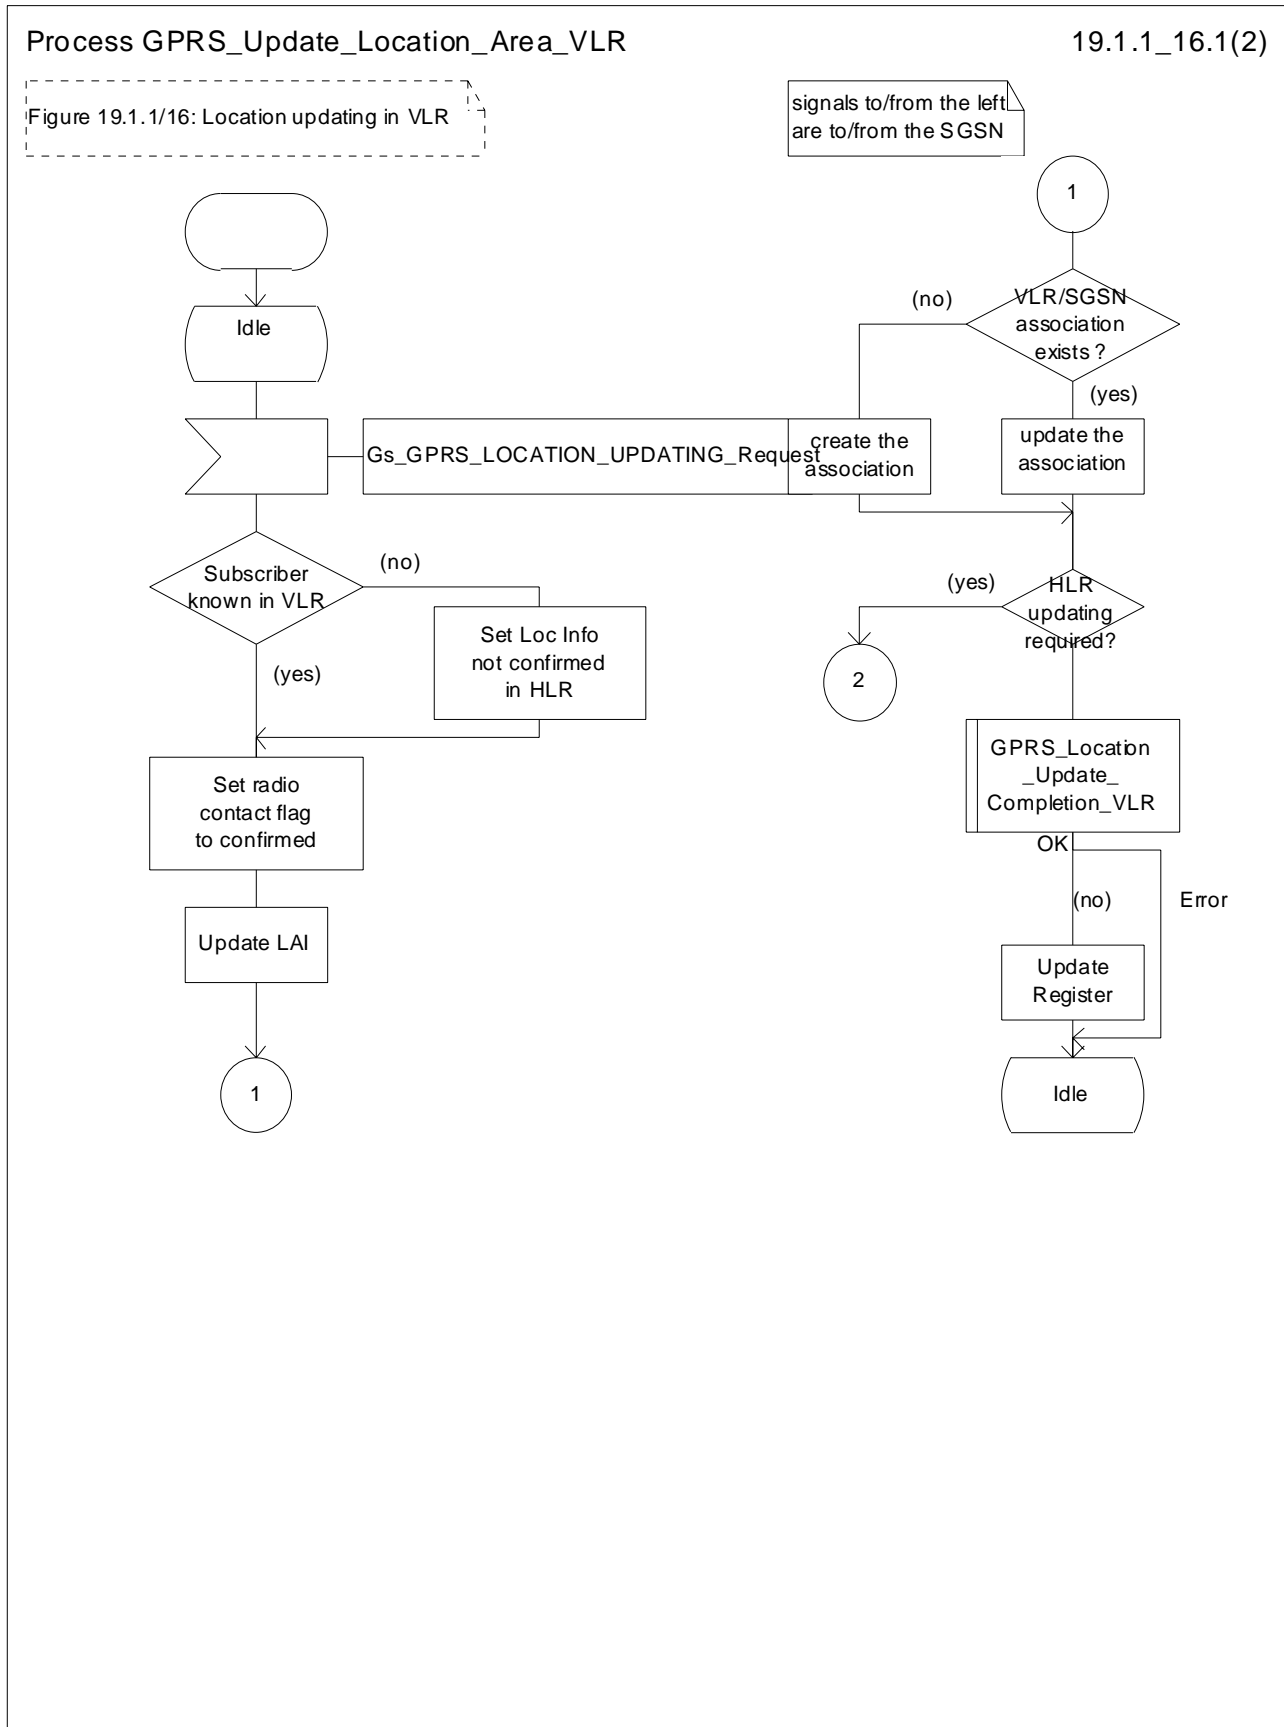 Process GPRS_Update_Location_Area_VLR
19.1.1_16.1(2)
Figure 19.1.1/16: Location updating in VLR
signals to/from the left
are to/from the SGSN
Idle
Gs_GPRS_LOCATION_UPDATING_Request
Subscriber
known in VLR
(no)
(yes)
Set Loc Info
not confirmed
in HLR
Set radio
contact flag
to confirmed
Update LAI
1
1
VLR/SGSN
association
exists ?
(no)
(yes)
create the
association
update the
association
HLR
updating
required?
(yes)
2
GPRS_Location
_Update_
Completion_VLR
OK
(no)
Error
Update
Register
Idle